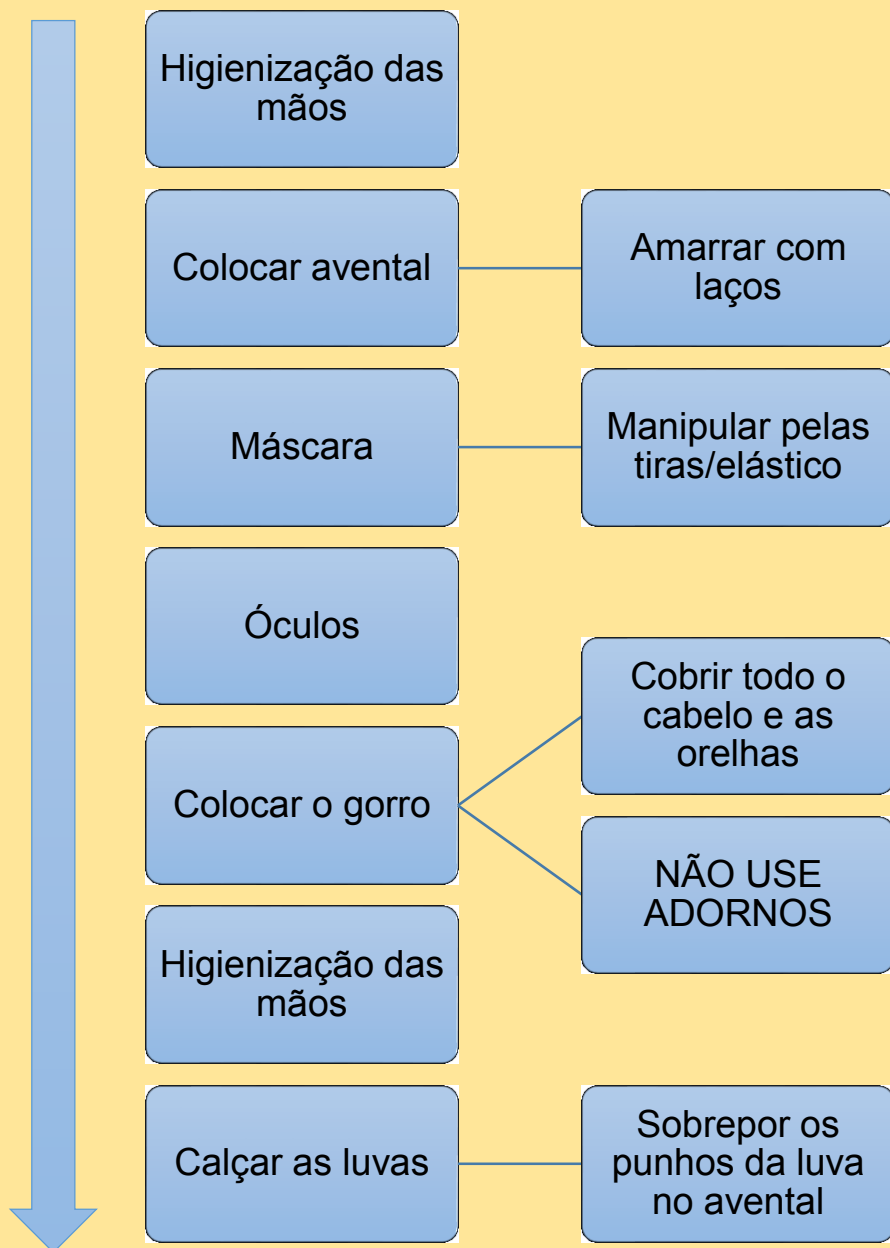 Higienização das
mãos
Colocar avental
Amarrar com
laços
Máscara
Manipular pelas
tiras/elástico
Óculos
Colocar o gorro
Cobrir todo o
cabelo e as
orelhas
NÃO USE
ADORNOS
Higienização das
mãos
Calçar as luvas
Sobrepor os
punhos da luva
no avental